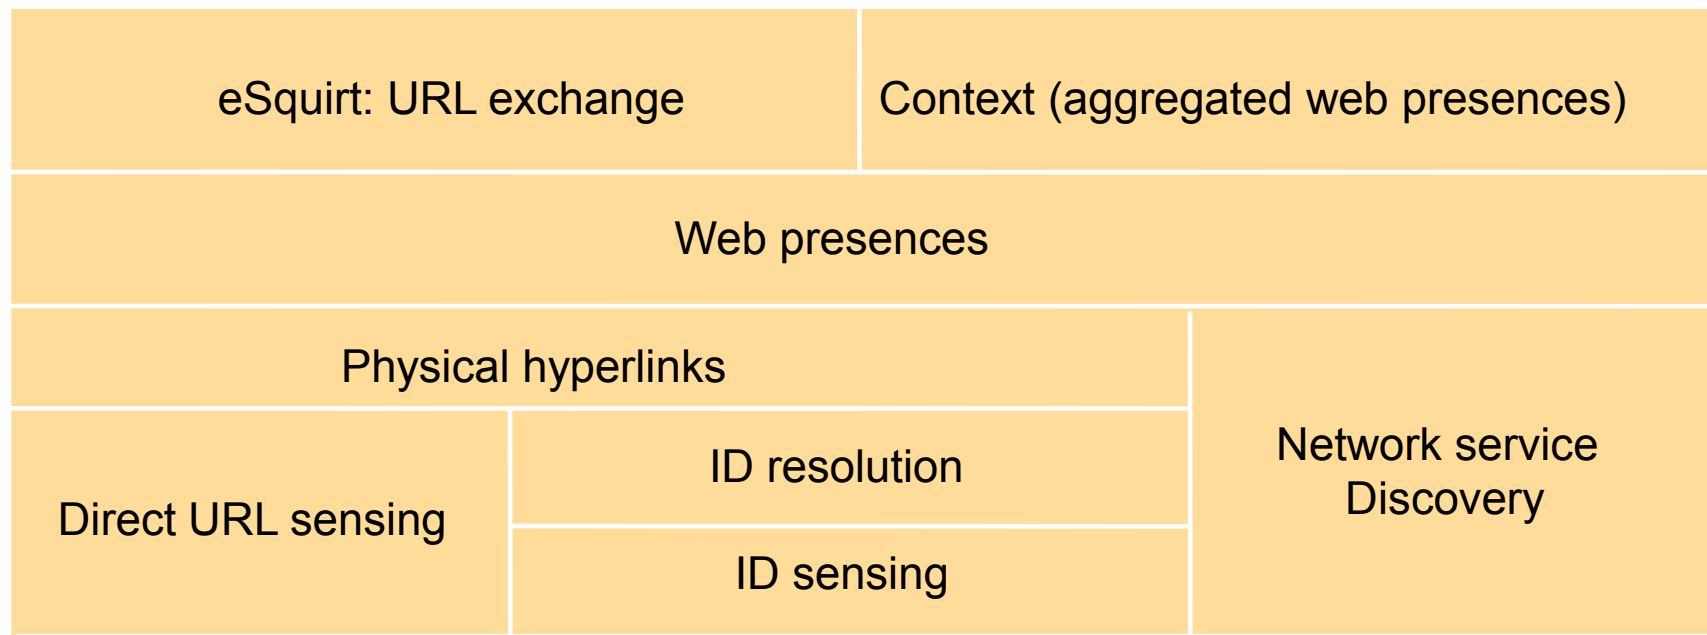 eSquirt: URL exchange
Context (aggregated web presences)
Web presences
Physical hyperlinks
Direct URL sensing
ID resolution
ID sensing
Network service
Discovery